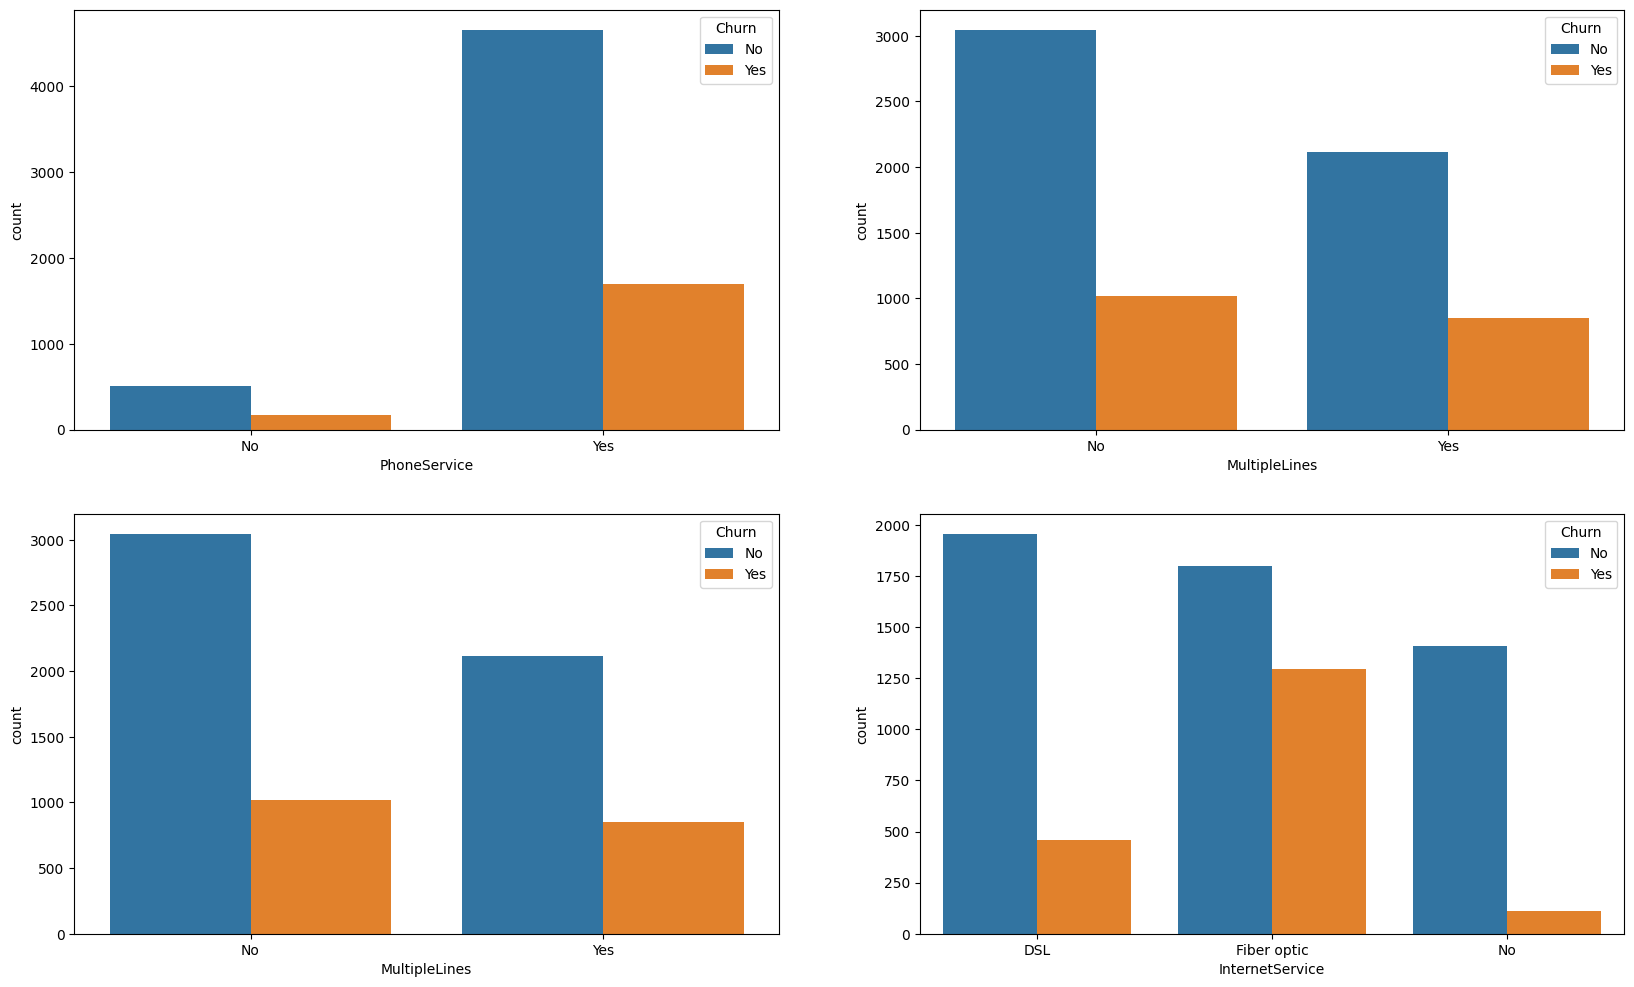 Churn
No
Yes
4000
3000
2000
1000
0
count
No Yes
PhoneService
Churn
No
Yes
3000
2500
2000
1500
1000
500
0
count
No Yes
MultipleLines
Churn
No
Yes
3000
2500
2000
1500
1000
500
0
count
No Yes
MultipleLines
Churn
No
Yes
2000
1750
1500
1250
1000
750
500
250
0
count
DSL Fiber optic No
InternetService